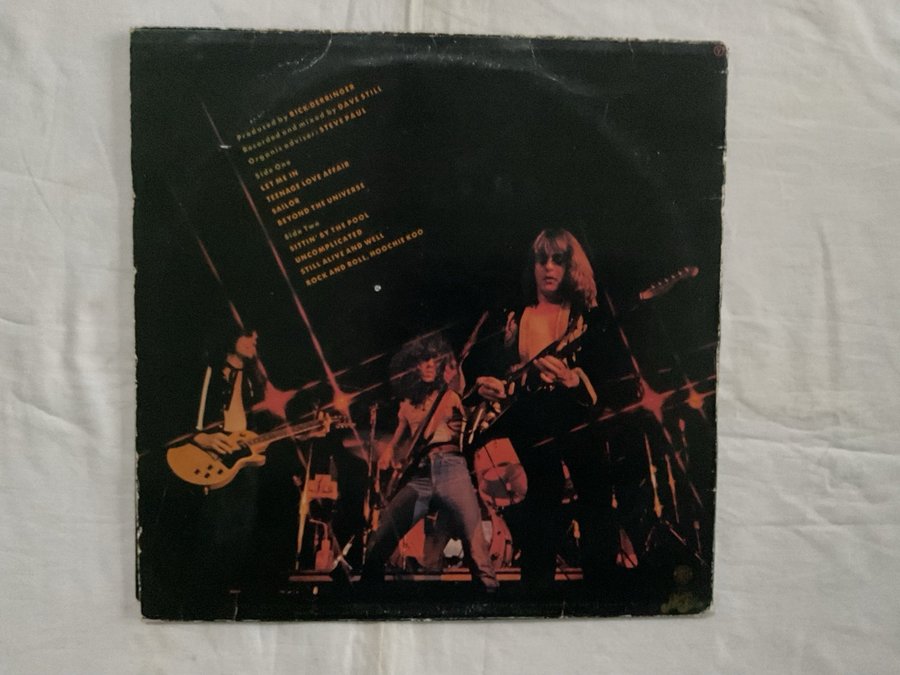 Produced by RICK DERRINGER
Recorded and mixed by DAVE STILL
Organic adviser: STEVE PAUL
Side One
LET ME IN
TEENAGE LOVE AFFAIR
SAILOR
BEYOND THE UNIVERSE
Side Two
SITTIN' BY THE POOL
UNCOMPLICATED
STILL ALIVE AND WELL
ROCK AND ROLL, HOOCHIE KOO